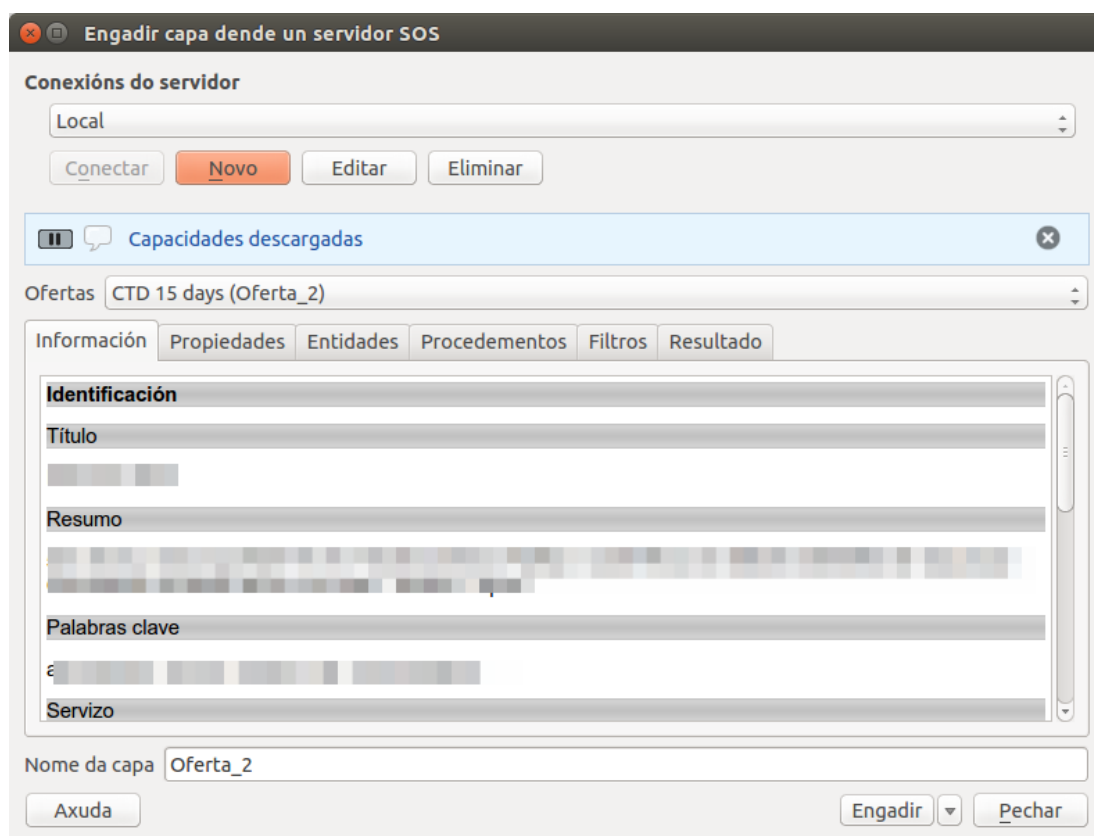 Engadir capa dende un servidor SOS
Conexións do servidor
Local
Conectar Novo Editar Eliminar
Capacidades descargadas
Ofertas CTD 15 days (Oferta_2)
Información Propiedades Entidades Procedementos Filtros Resultado
Identificación
Título
Resumo
Palabras clave
Servizo
Nome da capa Oferta_2
Axuda Engadir Pechar